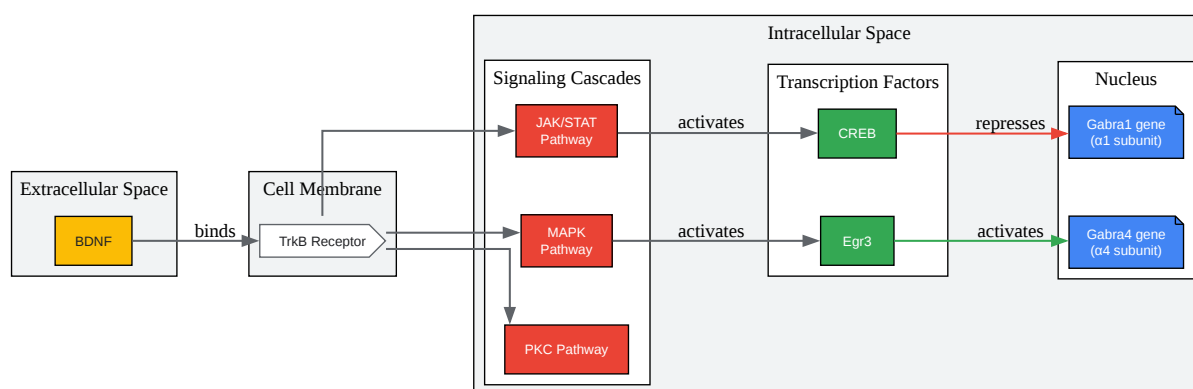 Intracellular Space
Signaling Cascades
Transcription Factors
Nucleus
JAK/STAT
Pathway
activates
CREB
represses
Gabra1 gene
(α1 subunit)
Extracellular Space
Cell Membrane
BDNF
binds
TrkB Receptor
MAPK
Pathway
activates
Egr3
activates
Gabra4 gene
(α4 subunit)
PKC Pathway